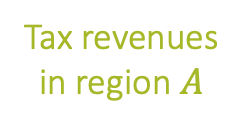 Tax revenues
in region A